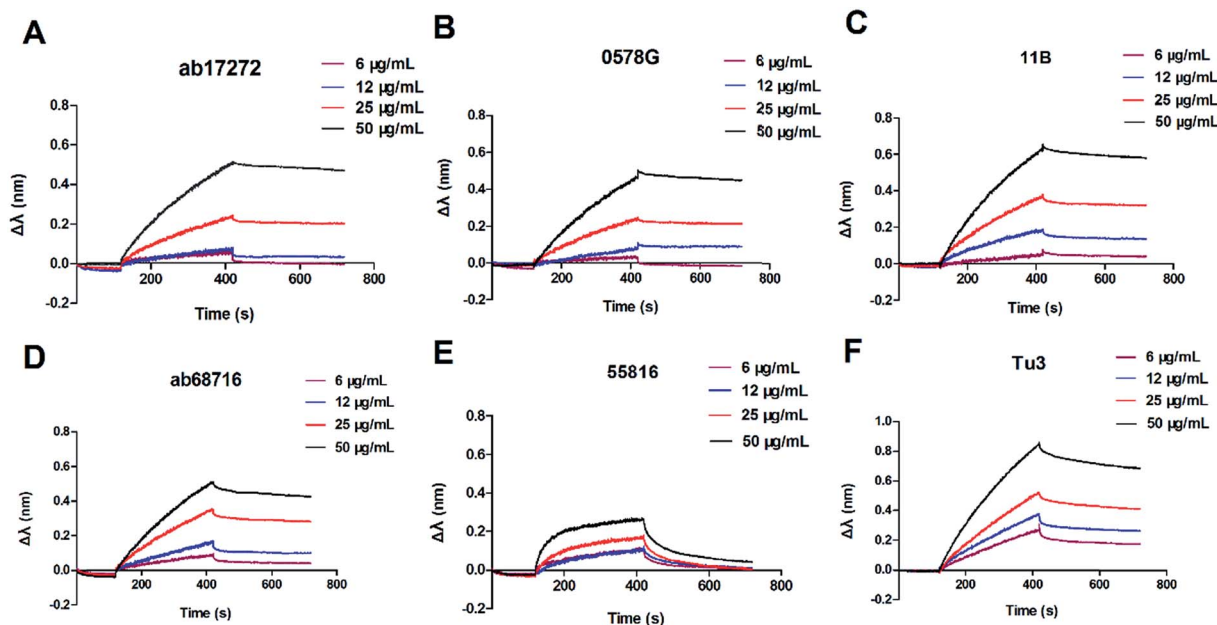 A
ab17272
6 µg/mL
12 µg/mL
25 µg/mL
50 µg/mL
0.8
0.6
0.4
0.2
0.0
-0.2
200
400
600
800
Δλ (nm)
Time (s)
B
0578G
6 µg/mL
12 µg/mL
25 µg/mL
50 µg/mL
0.8
0.6
0.4
0.2
0.0
-0.2
200
400
600
800
Δλ (nm)
Time (s)
C
11B
6 µg/mL
12 µg/mL
25 µg/mL
50 µg/mL
0.8
0.6
0.4
0.2
0.0
-0.2
200
400
600
800
Δλ (nm)
Time (s)
D
ab68716
6 µg/mL
12 µg/mL
25 µg/mL
50 µg/mL
0.8
0.6
0.4
0.2
0.0
-0.2
200
400
600
800
Δλ (nm)
Time (s)
E
55816
6 µg/mL
12 µg/mL
25 µg/mL
50 µg/mL
0.8
0.6
0.4
0.2
0.0
-0.2
200
400
600
800
Δλ (nm)
Time (s)
F
Tu3
6 µg/mL
12 µg/mL
25 µg/mL
50 µg/mL
1.0
0.8
0.6
0.4
0.2
0.0
-0.2
200
400
600
800
Δλ (nm)
Time (s)